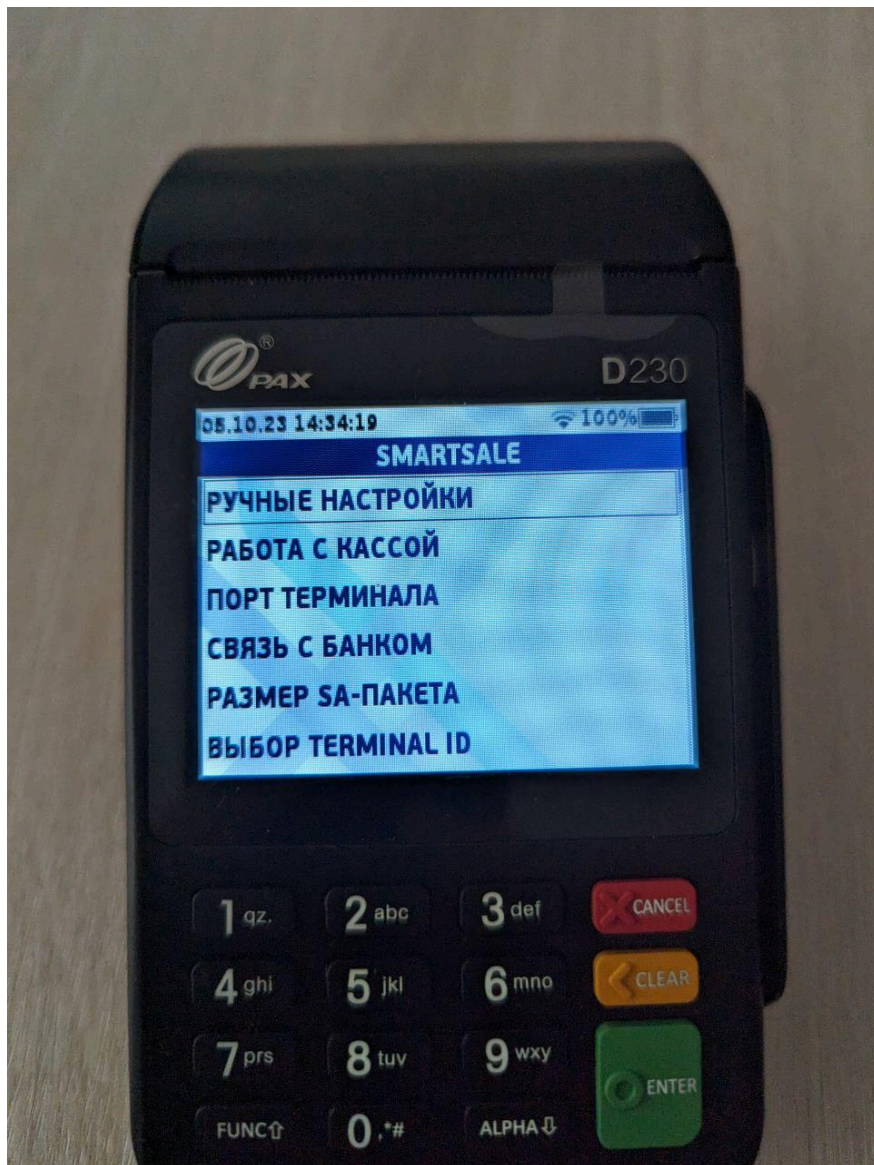 PAX®
D230
05.10.23 14:34:19 100%
SMARTSALE
РУЧНЫЕ НАСТРОЙКИ
РАБОТА С КАССОЙ
ПОРТ ТЕРМИНАЛА
СВЯЗЬ С БАНКОМ
РАЗМЕР SA-ПАКЕТА
ВЫБОР TERMINAL ID
1 qz. 2 abc 3 def CANCEL
4 ghi 5 jkl 6 mno CLEAR
7 prs 8 tuv 9 wxy ENTER
FUNC⇧ 0 ,*# ALPHA⇩